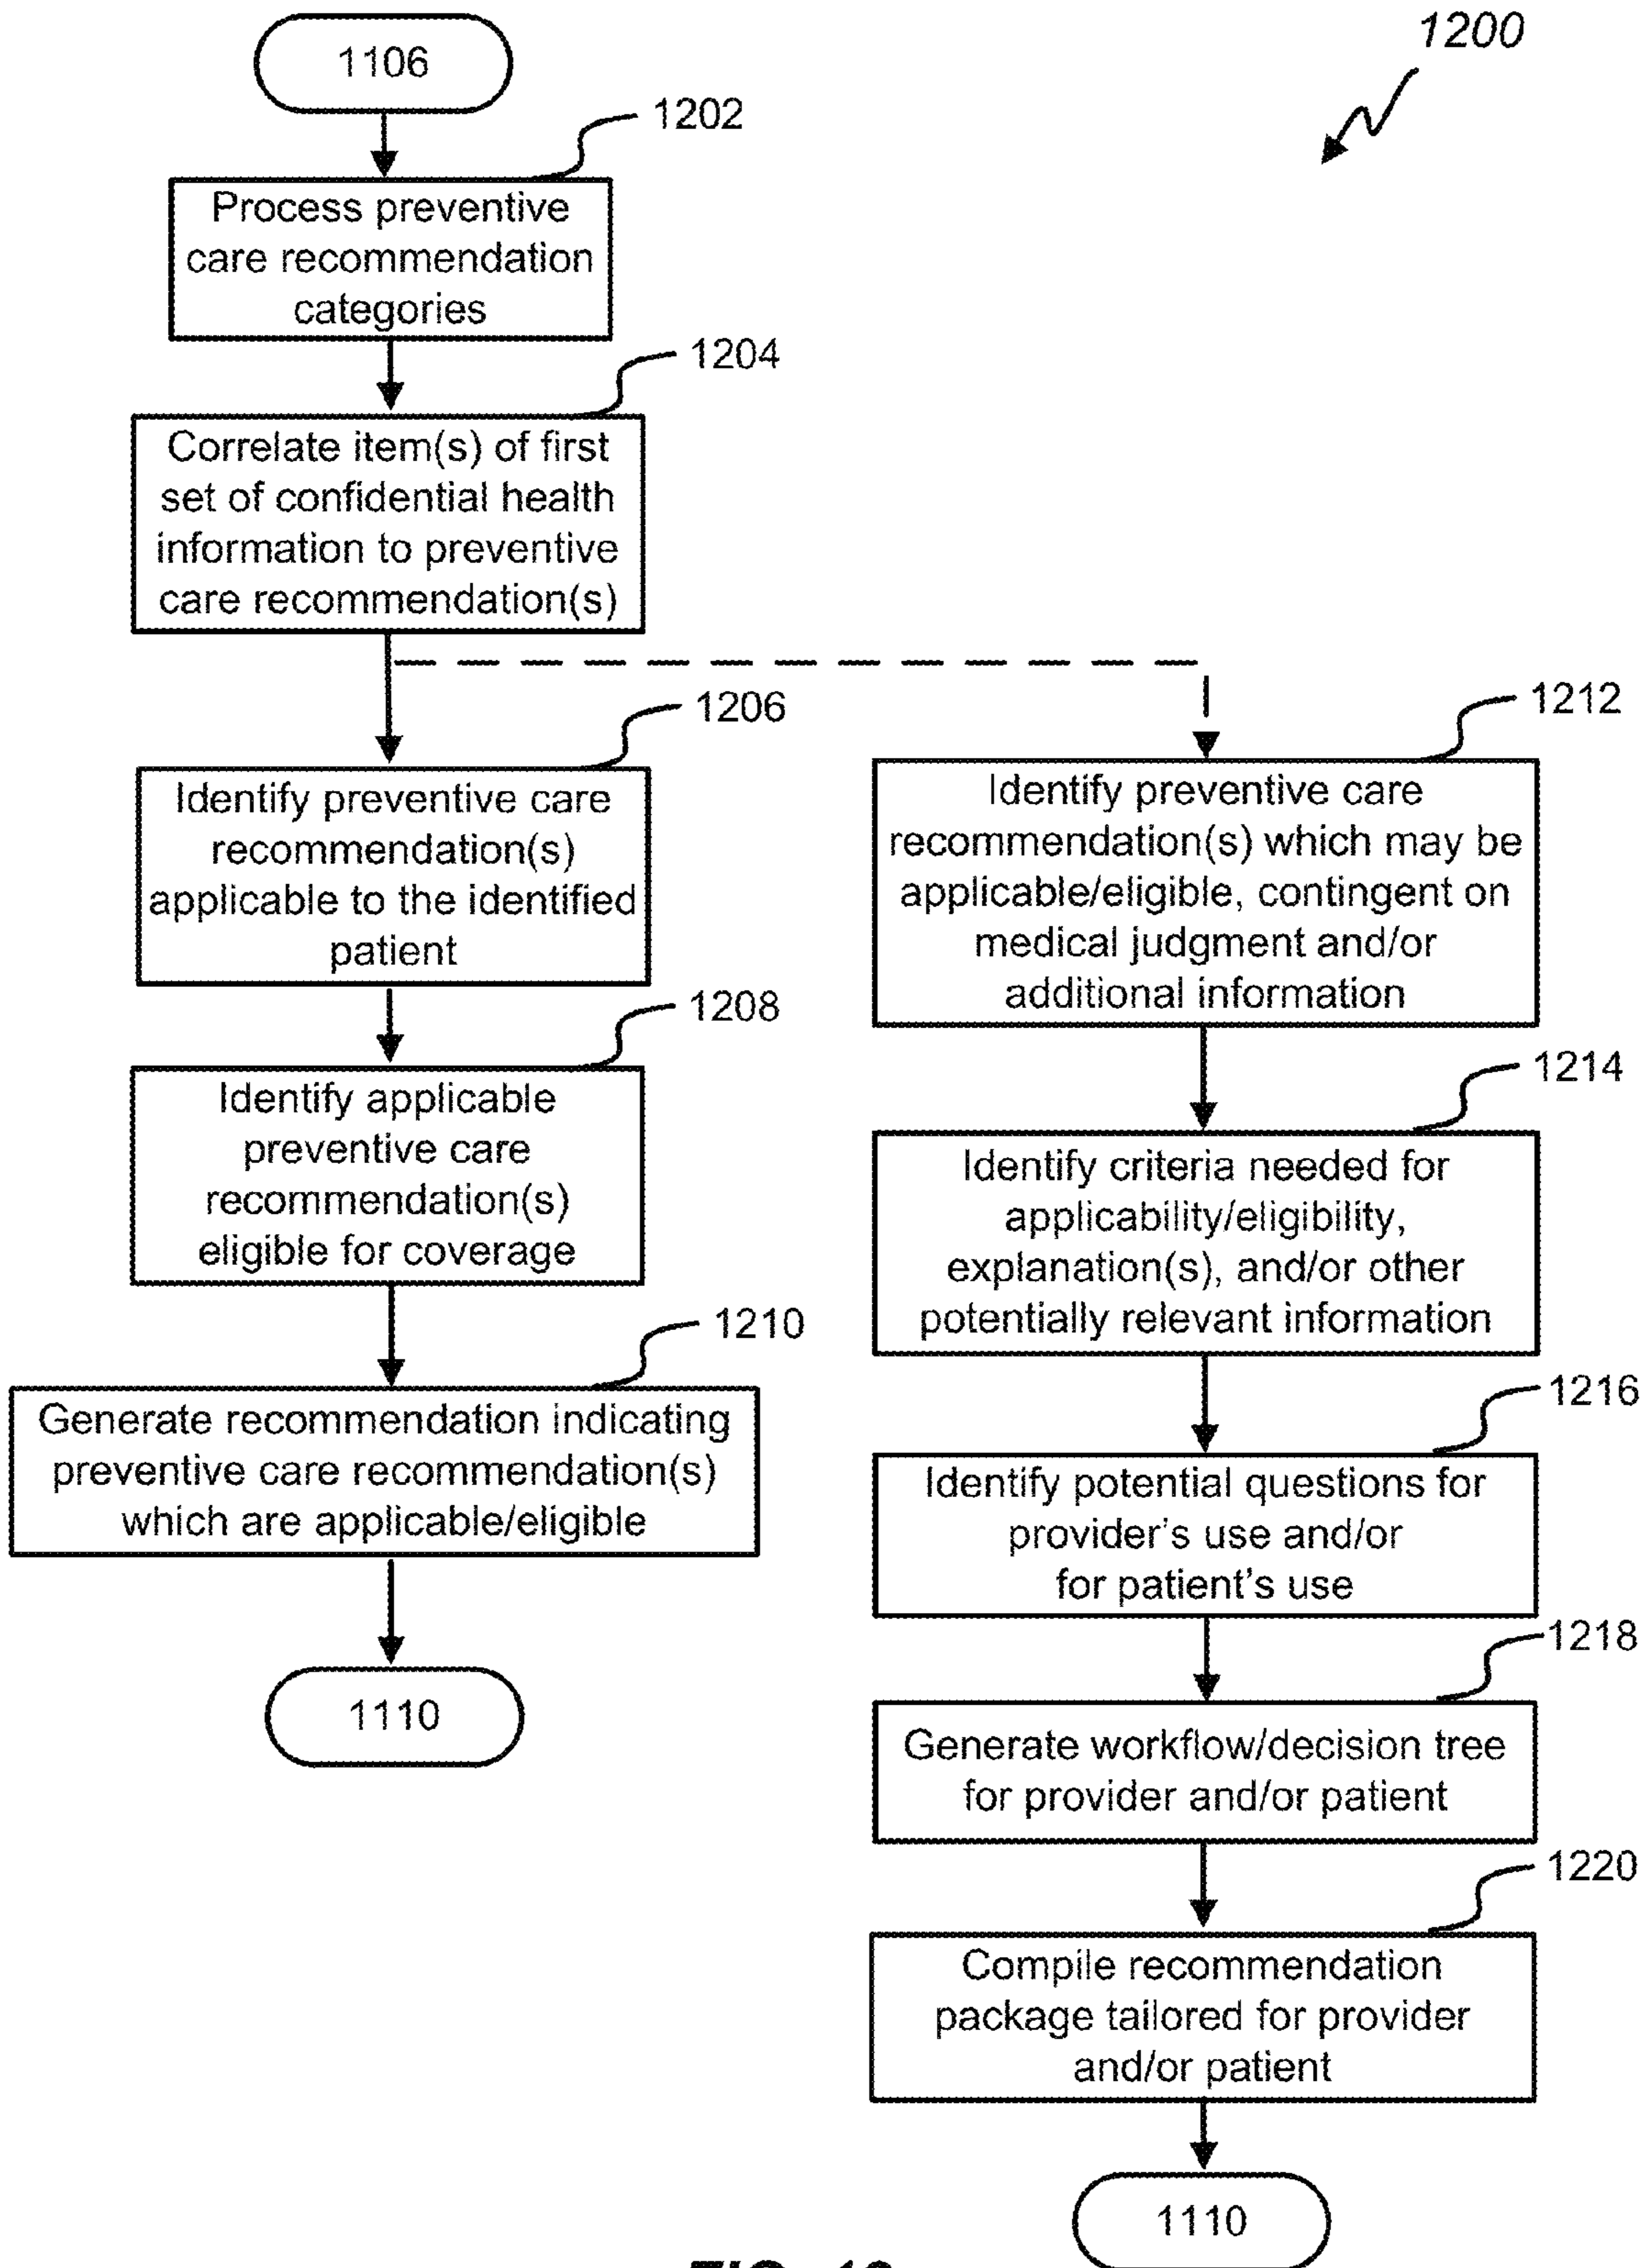 1200
1106
1202
Process preventive
care recommendation
categories
1204
Correlate item(s) of first
set of confidential health
information to preventive
care recommendation(s)
1206
Identify preventive care
recommendation(s)
applicable to the identified
patient
1208
Identify applicable
preventive care
recommendation(s)
eligible for coverage
1210
Generate recommendation indicating
preventive care recommendation(s)
which are applicable/eligible
1110
1212
Identify preventive care
recommendation(s) which may be
applicable/eligible, contingent on
medical judgment and/or
additional information
1214
Identify criteria needed for
applicability/eligibility,
explanation(s), and/or other
potentially relevant information
1216
Identify potential questions for
provider's use and/or
for patient's use
1218
Generate workflow/decision tree
for provider and/or patient
1220
Compile recommendation
package tailored for provider
and/or patient
1110